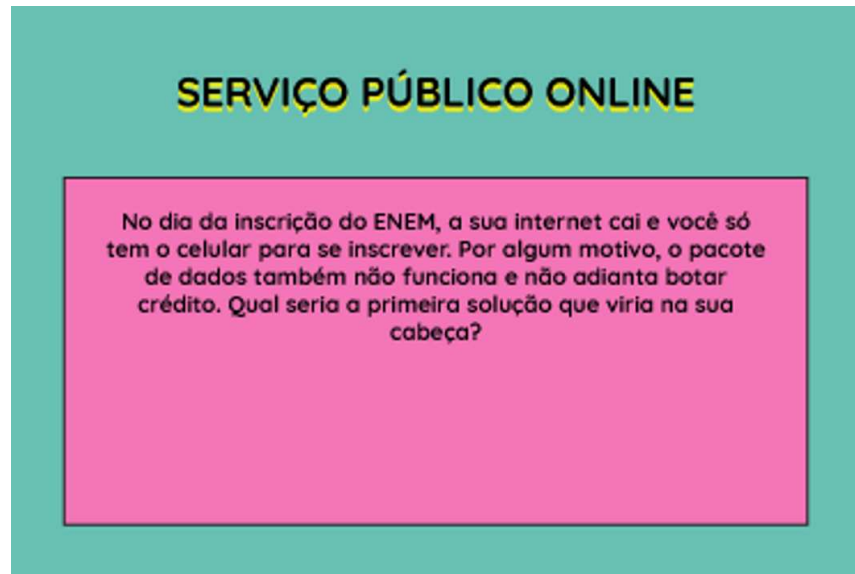 SERVIÇO PÚBLICO ONLINE
No dia da inscrição do ENEM, a sua internet cai e você só
tem o celular para se inscrever. Por algum motivo, o pacote
de dados também não funciona e não adianta botar
crédito. Qual seria a primeira solução que viria na sua
cabeça?